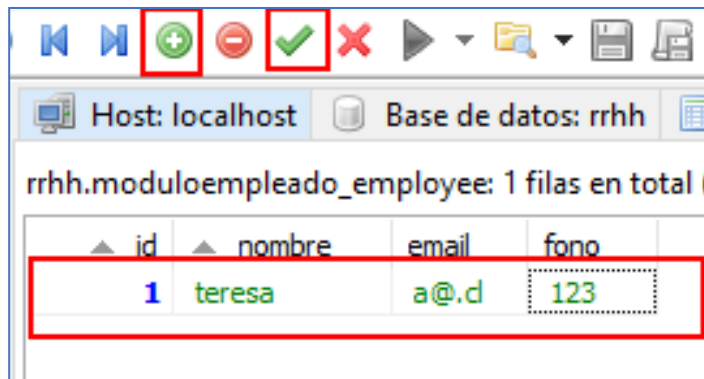 Host: localhost Base de datos: rrhh
rrhh.moduloempleado_employee: 1 filas en total (
id nombre email fono
1 teresa a@.cl 123